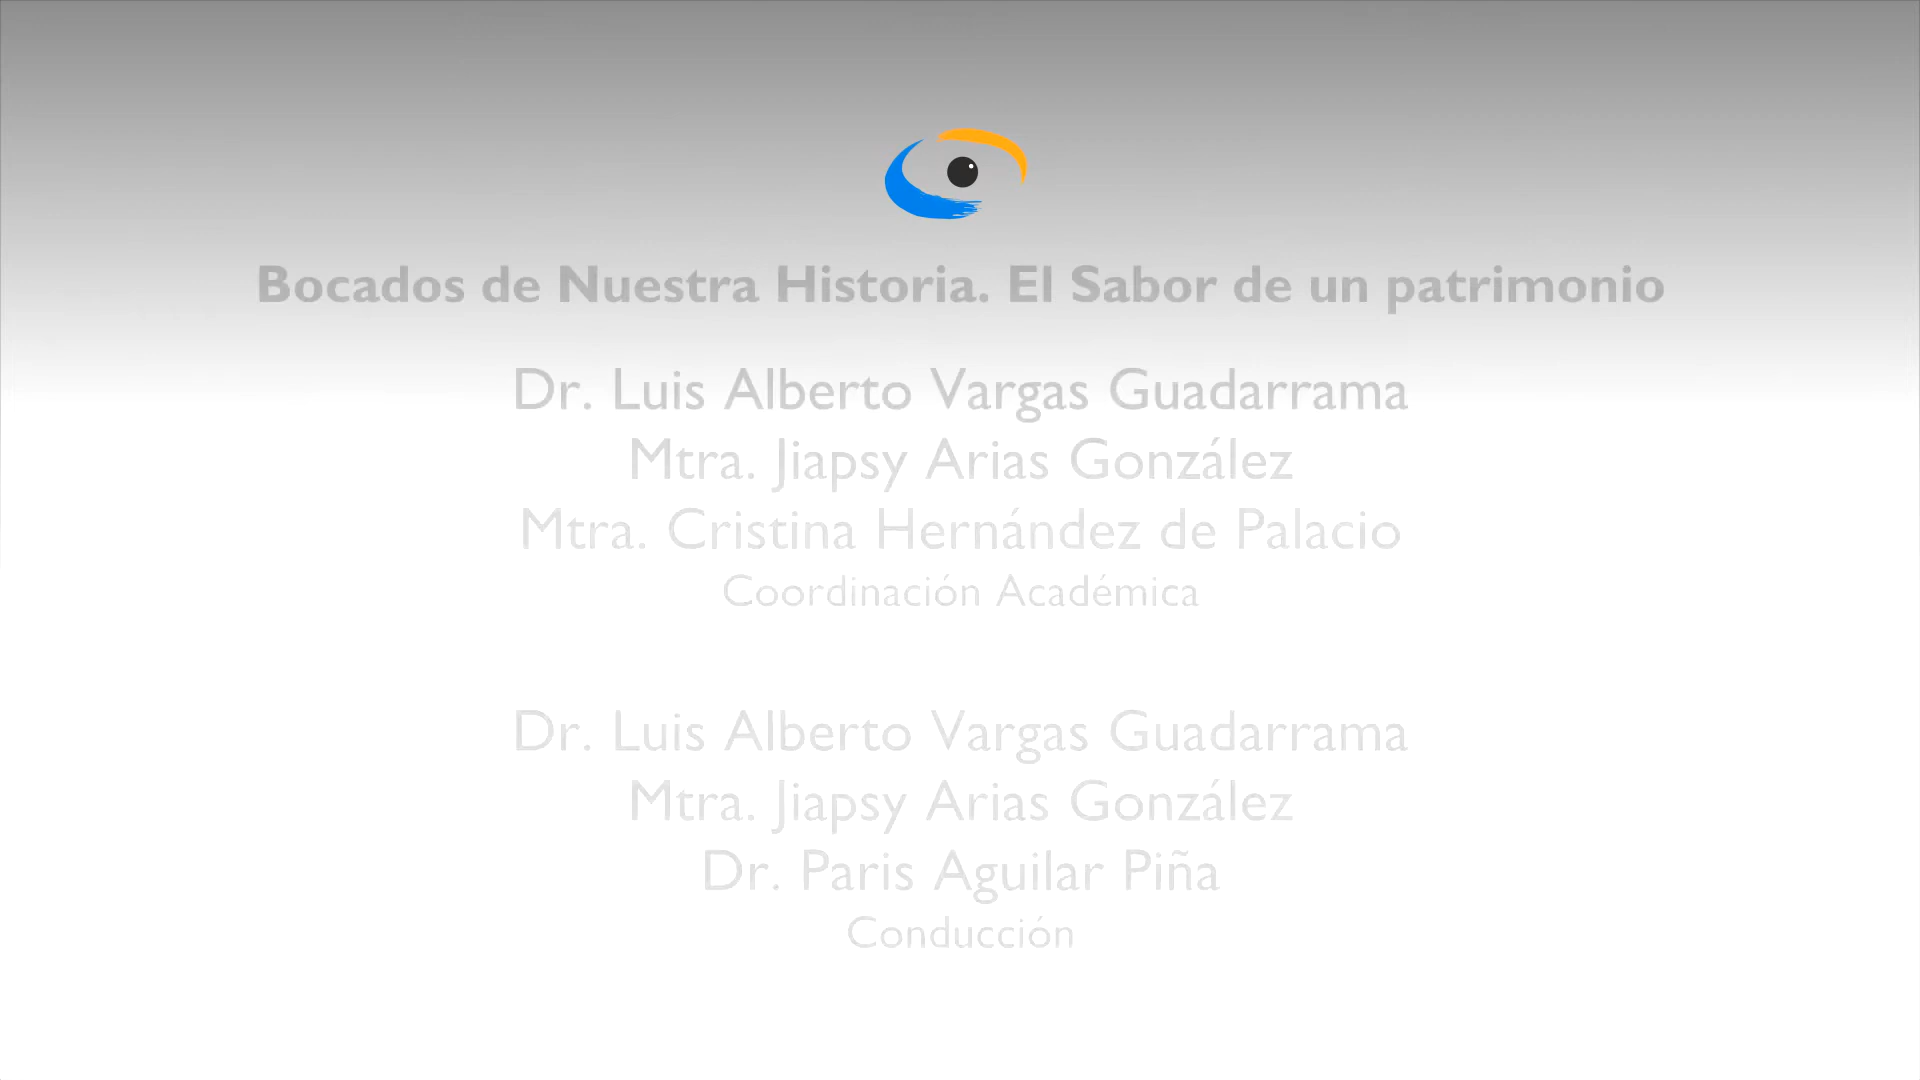 Bocados de Nuestra Historia. El Sabor de un patrimonio
Dr. Luis Alberto Vargas Guadarrama
Mtra. Jiapsy Arias González
Mtra. Cristina Hernández de Palacio
Coordinación Académica
Dr. Luis Alberto Vargas Guadarrama
Mtra. Jiapsy Arias González
Dr. Paris Aguilar Piña
Conducción